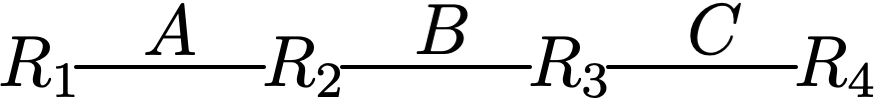 A B C
R₁ R₂ R₃ R₄